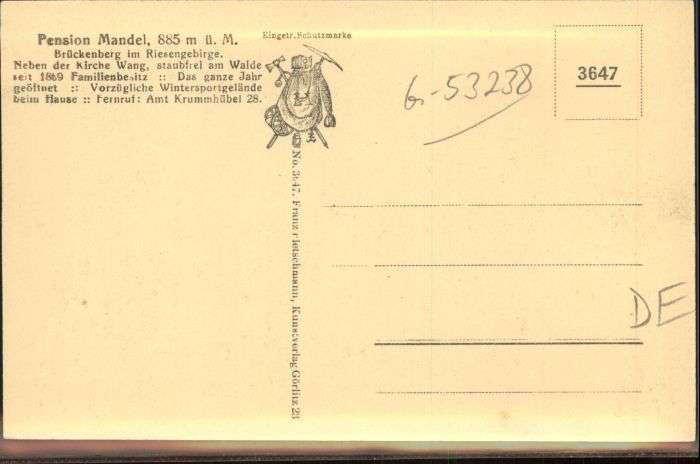 Pension Mandel, 885 m ü. M.
Brückenberg im Riesengebirge.
Neben der Kirche Wang, staubfrei am Walde
seit 1869 Familienbesitz :: Das ganze Jahr
geöffnet :: Vorzügliche Wintersportgelände
beim Hause :: Fernruf: Amt Krummhübel 28.
Eingetr. Schutzmarke
No. 3647. Franz Pietschmann, Kunstverlag Görlitz 23
3647
53238
DE